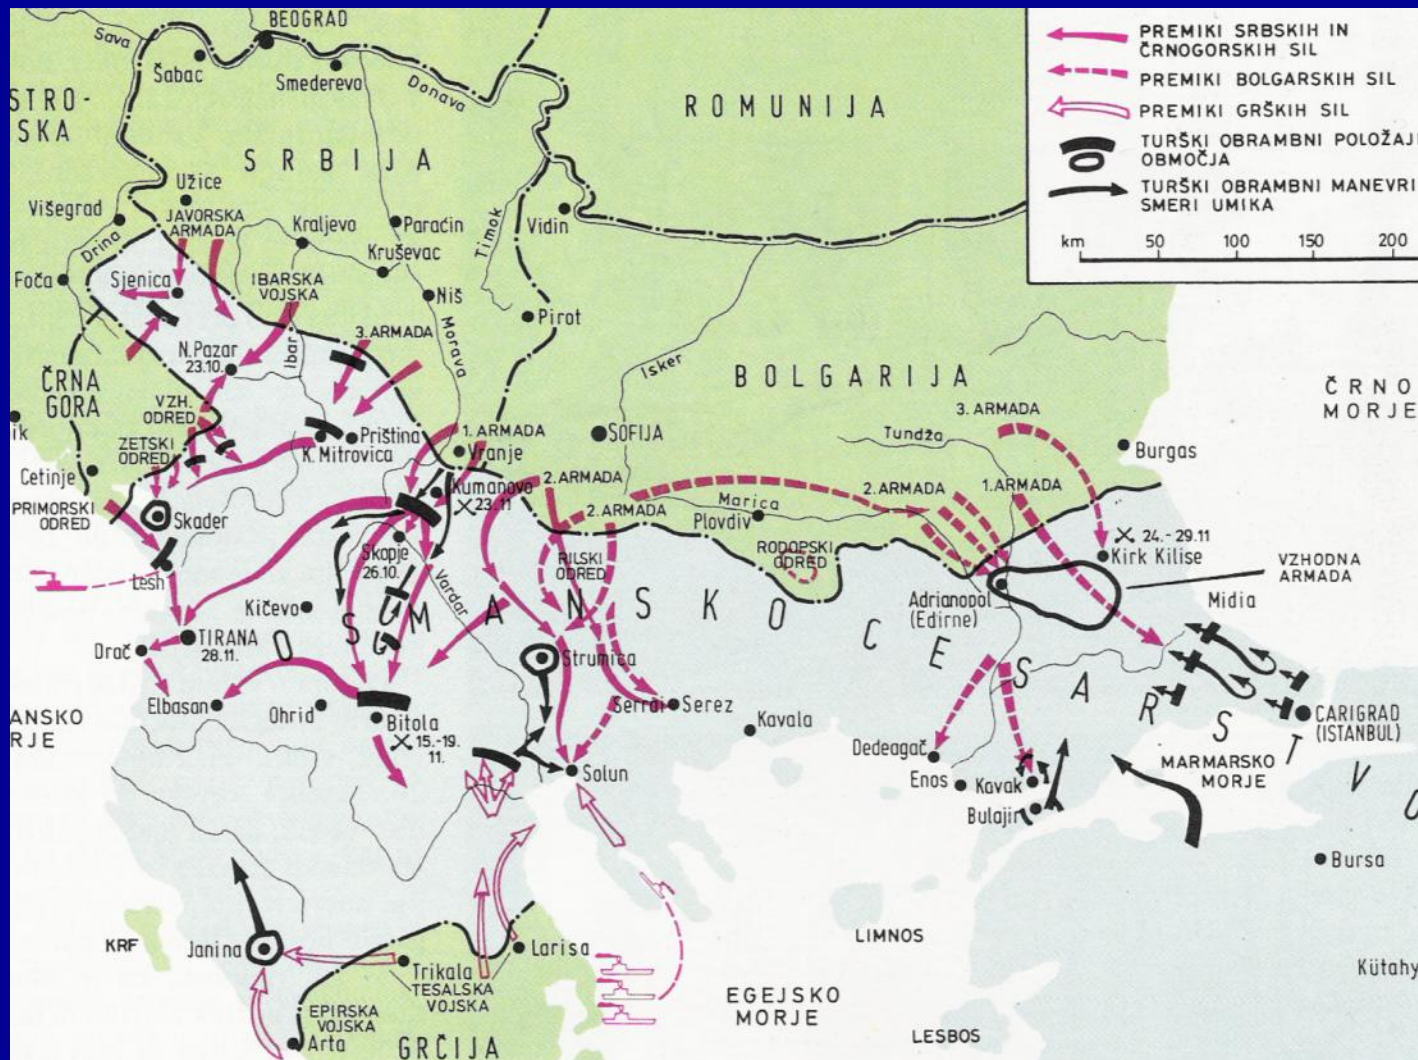 BEOGRAD
Sava
Šabac
Smederevo
Donava
STRO-
SKA
ROMUNIJA
SRBIJA
PREMIKI SRBSKIH IN
ČRNOGORSKIH SIL
PREMIKI BOLGARSKIH SIL
PREMIKI GRŠKIH SIL
TURŠKI OBRAMBNI POLOŽAJI
OBMOČJA
TURŠKI OBRAMBNI MANEVRI
SMERI UMIKA
km 50 100 150 200
Užice
Višegrad
JAVORSKA
ARMADA
Kraljevo
Paraćin
Timok
Vidin
Drina
Kruševac
Foča
Sjenica
IBARSKA
VOJSKA
Niš
Pirot
3. ARMADA
Morava
N. Pazar
23.10.
Ibar
Isker
BOLGARIJA
ČRNA
GORA
ČRNO
MORJE
VZH.
ODRED
3. ARMADA
ik
ZETSKI
ODRED
Priština
K. Mitrovica
1. ARMADA
Vranje
SOFIJA
Tundža
Burgas
Cetinje
Kumanovo
23.11
2. ARMADA
2. ARMADA
1. ARMADA
PRIMORSKI
ODRED
Skader
2. ARMADA
Marica
Plovdiv
24.-29.11
Kirk Kilise
Skopje
26.10.
RILSKI
ODRED
RODOPSKI
ODRED
VZHODNA
ARMADA
Lesh
Vardar
Adrianopol
(Edirne)
Midia
Kičevo
OSMANSKO CESARSTVO
TIRANA
28.11.
Drač
Strumica
Elbasan
Ohrid
Bitola
15.-19.
11.
Serrai
Serez
Kavala
CARIGRAD
(ISTANBUL)
ANSKO
RJE
Dedeagač
Enos
Kavak
Bulajir
MARMARSKO
MORJE
Solun
Bursa
KRF
Janina
Larisa
Trikala
TESALSKA
VOJSKA
LIMNOS
Kütahy
EPIRSKA
VOJSKA
Arta
GRČIJA
EGEJSKO
MORJE
LESBOS